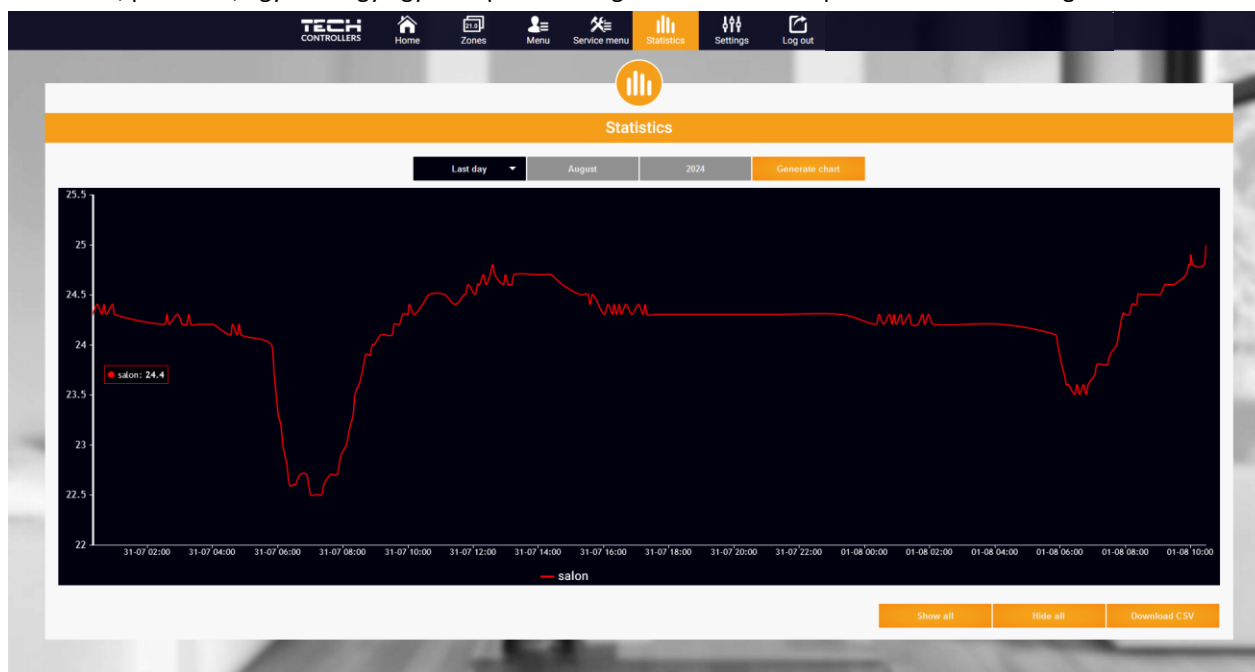 TECH
CONTROLLERS
Home
21.0
Zones
Menu
Service menu
Statistics
Settings
Log out
Statistics
Last day
August
2024
Generate chart
25.5
25
24.5
24
salon: 24.4
23.5
23
22.5
22
31-07 02:00 31-07 04:00 31-07 06:00 31-07 08:00 31-07 10:00 31-07 12:00 31-07 14:00 31-07 16:00 31-07 18:00 31-07 20:00 31-07 22:00 01-08 00:00 01-08 02:00 01-08 04:00 01-08 06:00 01-08 08:00 01-08 10:00
salon
Show all
Hide all
Download CSV